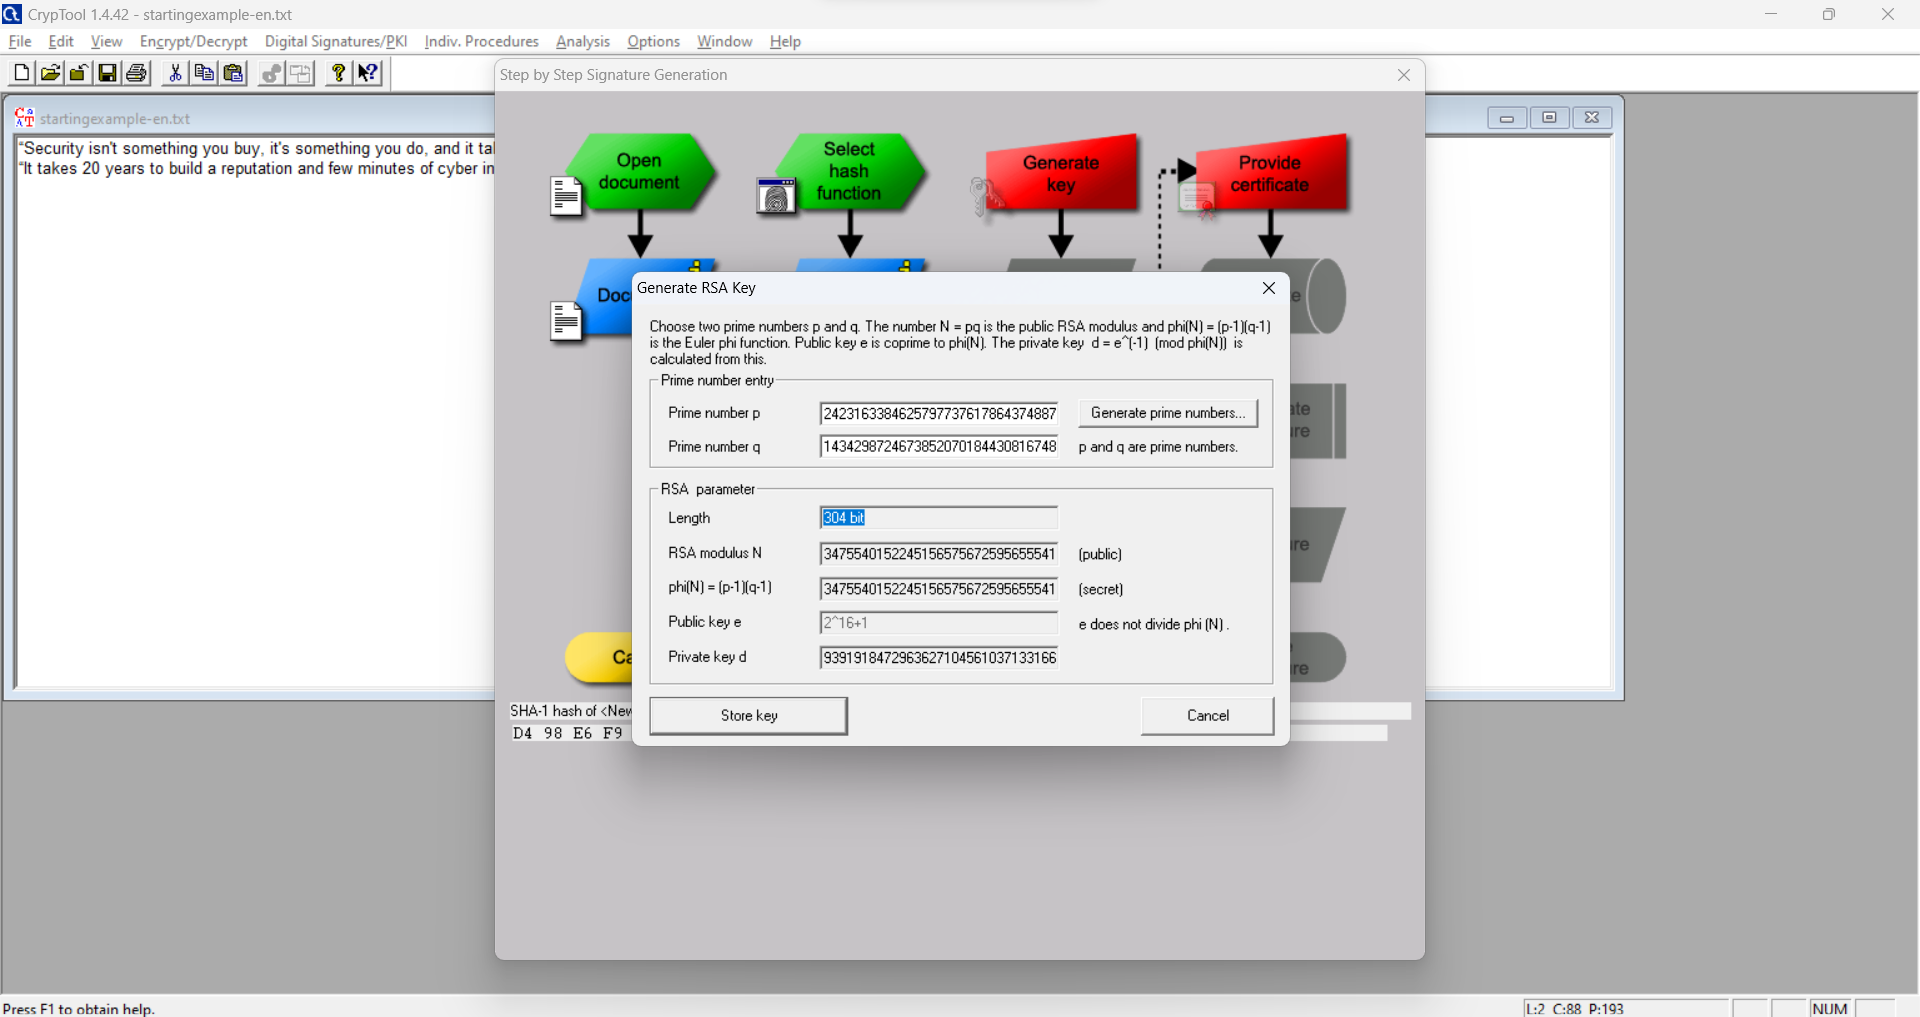 CrypTool 1.4.42 - startingexample-en.txt
File Edit View Encrypt/Decrypt Digital Signatures/PKI Indiv. Procedures Analysis Options Window Help
Step by Step Signature Generation
startingexample-en.txt
"Security isn't something you buy, it's something you do, and it
"It takes 20 years to build a reputation and few minutes of cyber
Open
document
Select
hash
function
Generate
key
Provide
certificate
Generate RSA Key
Choose two prime numbers p and q. The number N = pq is the public RSA modulus and phi(N) = (p-1)(q-1)
is the Euler phi function. Public key e is coprime to phi(N). The private key d = e^(-1) (mod phi(N)) is
calculated from this.
Prime number entry
Prime number p 2423163384625797737617864374887 Generate prime numbers...
Prime number q 1434298724673852070184430816748 p and q are prime numbers.
RSA parameter
Length 304 bit
RSA modulus N 3475540152245156575672595655541 (public)
phi(N) = (p-1)(q-1) 3475540152245156575672595655541 (secret)
Public key e 2^16+1 e does not divide phi (N) .
Private key d 9391918472963627104561037133166
Store key Cancel
SHA-1 hash of
D4 98 E6 F9
Press F1 to obtain help.
L:2 C:88 P:193 NUM